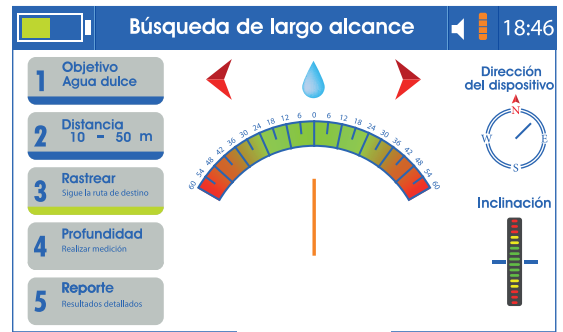 Búsqueda de largo alcance
18:46
1 Objetivo
Agua dulce
2 Distancia
10 - 50 m
3 Rastrear
Sigue la ruta de destino
4 Profundidad
Realizar medición
5 Reporte
Resultados detallados
60 54 48 42 36 30 24 18 12 6 0 6 12 18 24 30 36 42 48 54 60
Dirección
del dispositivo
N
W E
S
Inclinación